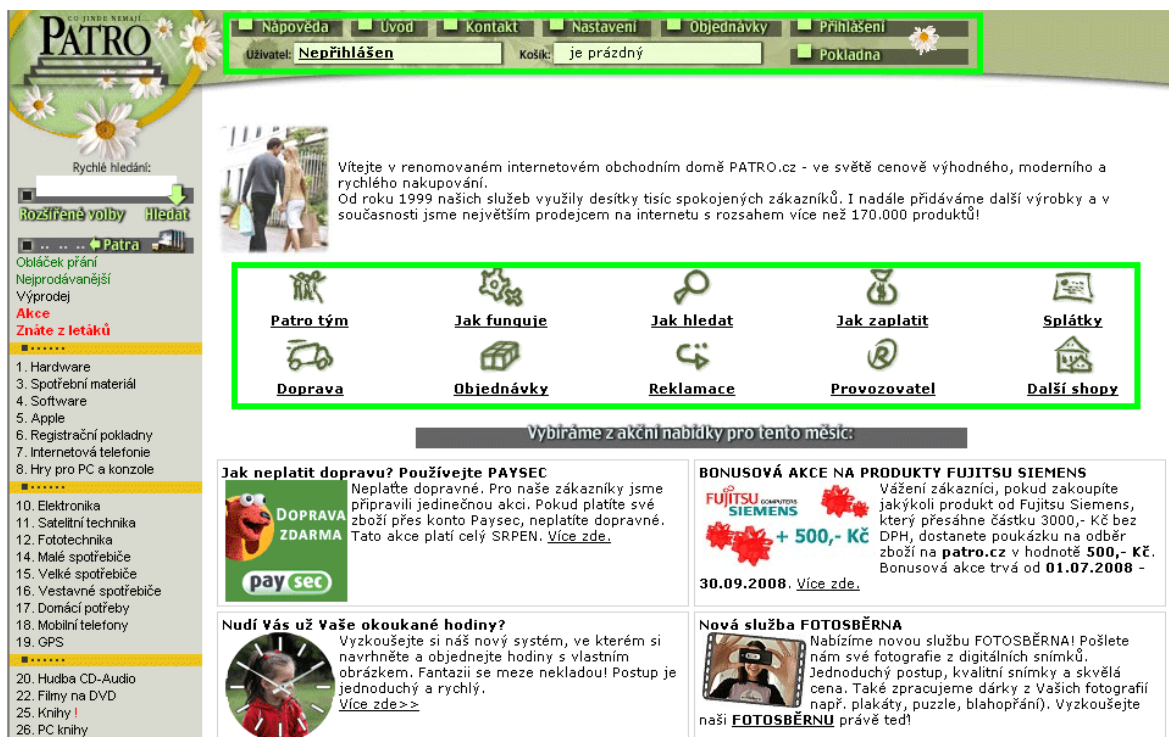 CO JINDE NEMAJÍ...
PATRO
Nápověda Úvod Kontakt Nastavení Objednávky Přihlášení
Uživatel: Nepřihlášen Košík: je prázdný Pokladna
Rychlé hledání:
Rozšířené volby Hledat
.. .. .. Patra
Obláček přání
Nejprodávanější
Výprodej
Akce
Znáte z letáků
1. Hardware
3. Spotřební materiál
4. Software
5. Apple
6. Registrační pokladny
7. Internetová telefonie
8. Hry pro PC a konzole
10. Elektronika
11. Satelitní technika
12. Fototechnika
14. Malé spotřebiče
15. Velké spotřebiče
16. Vestavné spotřebiče
17. Domácí potřeby
18. Mobilní telefony
19. GPS
20. Hudba CD-Audio
22. Filmy na DVD
25. Knihy !
26. PC knihy
Vítejte v renomovaném internetovém obchodním domě PATRO.cz - ve světě cenově výhodného, moderního a
rychlého nakupování.
Od roku 1999 našich služeb využily desítky tisíc spokojených zákazníků. I nadále přidáváme další výrobky a v
současnosti jsme největším prodejcem na internetu s rozsahem více než 170.000 produktů!
Patro tým Jak funguje Jak hledat Jak zaplatit Splátky
Doprava Objednávky Reklamace Provozovatel Další shopy
Vybíráme z akční nabídky pro tento měsíc:
Jak neplatit dopravu? Používejte PAYSEC
DOPRAVA
ZDARMA
pay sec
Neplaťte dopravné. Pro naše zákazníky jsme
připravili jedinečnou akci. Pokud platíte své
zboží přes konto Paysec, neplatíte dopravné.
Tato akce platí celý SRPEN. Více zde.
BONUSOVÁ AKCE NA PRODUKTY FUJITSU SIEMENS
FUJITSU COMPUTERS
SIEMENS
+ 500,- Kč
Vážení zákazníci, pokud zakoupíte
jakýkoli produkt od Fujitsu Siemens,
který přesáhne částku 3000,- Kč bez
DPH, dostanete poukázku na odběr
zboží na patro.cz v hodnotě 500,- Kč.
Bonusová akce trvá od 01.07.2008 -
30.09.2008. Více zde.
Nudí Vás už Vaše okoukané hodiny?
Vyzkoušejte si náš nový systém, ve kterém si
navrhněte a objednejte hodiny s vlastním
obrázkem. Fantazii se meze nekladou! Postup je
jednoduchý a rychlý.
Více zde>>
Nová služba FOTOSBĚRNA
Nabízíme novou službu FOTOSBĚRNA! Pošlete
nám své fotografie z digitálních snímků.
Jednoduchý postup, kvalitní snímky a skvělá
cena. Také zpracujeme dárky z Vašich fotografií
např. plakáty, puzzle, blahopřání). Vyzkoušejte
naši FOTOSBĚRNU právě teď!